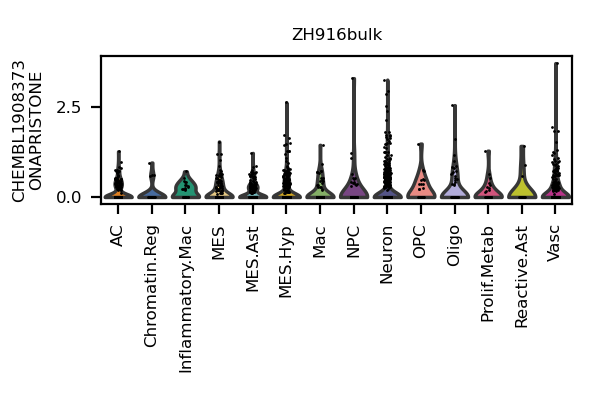 ZH916bulk
CHEMBL1908373
ONAPRISTONE
2.5
0.0
AC
Chromatin.Reg
Inflammatory.Mac
MES
MES.Ast
MES.Hyp
Mac
NPC
Neuron
OPC
Oligo
Prolif.Metab
Reactive.Ast
Vasc